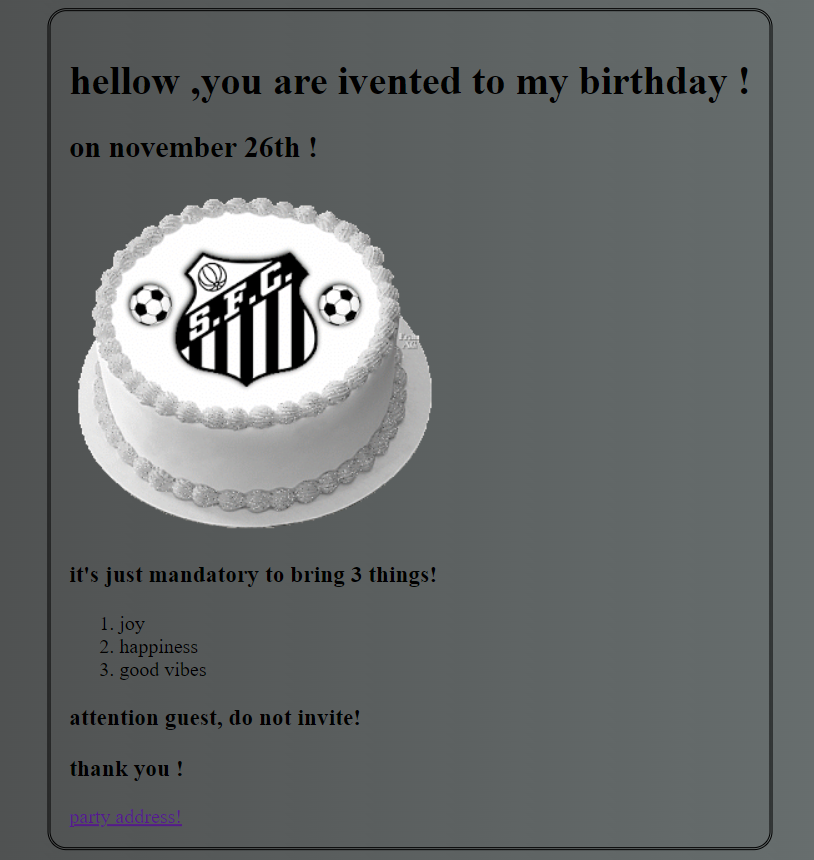 hellow ,you are ivented to my birthday !
on november 26th !
S.F.C.
it's just mandatory to bring 3 things!
1. joy
2. happiness
3. good vibes
attention guest, do not invite!
thank you !
party address!